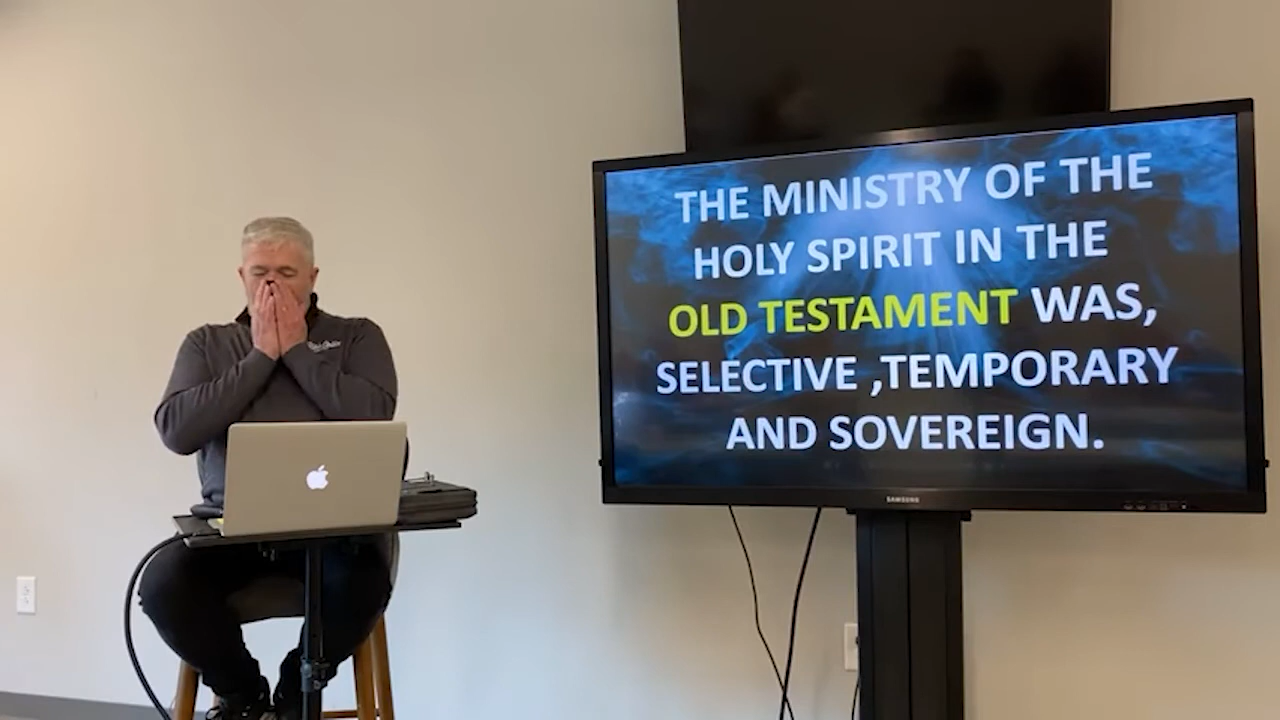 THE MINISTRY OF THE
HOLY SPIRIT IN THE
OLD TESTAMENT WAS,
SELECTIVE ,TEMPORARY
AND SOVEREIGN.
SAMSUNG